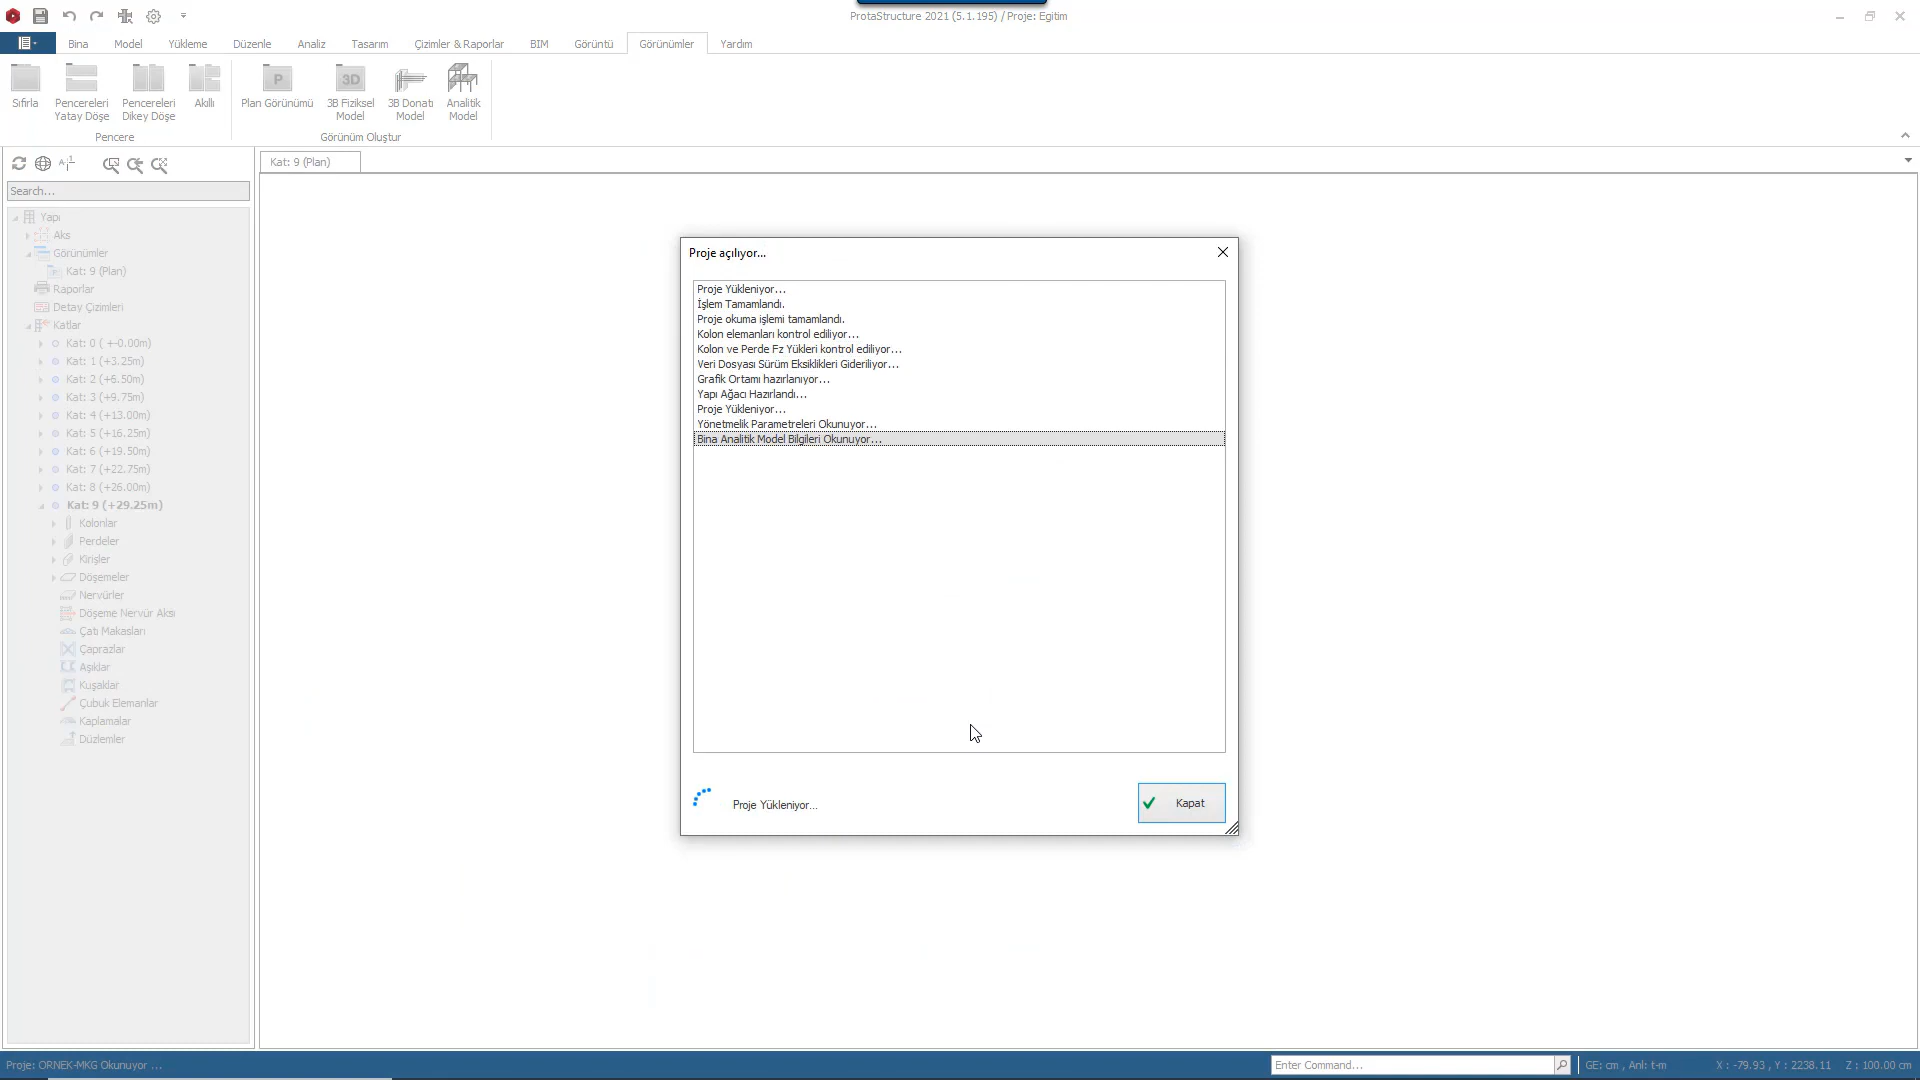 ProtaStructure 2021 (5.1.195) / Proje: Egitim
Bina Model Yükleme Düzenle Analiz Tasarım Çizimler & Raporlar BIM Görüntü Görünümler Yardım
Sıfırla
Pencereleri Yatay Döşe
Pencereleri Dikey Döşe
Akıllı
P
Plan Görünümü
3D
3B Fiziksel Model
3B Donatı Model
Analitik Model
Pencere
Görünüm Oluştur
Search...
Kat: 9 (Plan)
Yapı
Aks
Görünümler
Kat: 9 (Plan)
Raporlar
Detay Çizimleri
Katlar
Kat: 0 ( +-0.00m)
Kat: 1 (+3.25m)
Kat: 2 (+6.50m)
Kat: 3 (+9.75m)
Kat: 4 (+13.00m)
Kat: 5 (+16.25m)
Kat: 6 (+19.50m)
Kat: 7 (+22.75m)
Kat: 8 (+26.00m)
Kat: 9 (+29.25m)
Kolonlar
Perdeler
Kirişler
Döşemeler
Nervürler
Döşeme Nervür Aksı
Çatı Makasları
Çaprazlar
Aşıklar
Kuşaklar
Çubuk Elemanlar
Kaplamalar
Düzlemler
Proje açılıyor...
Proje Yükleniyor...
İşlem Tamamlandı.
Proje okuma işlemi tamamlandı.
Kolon elemanları kontrol ediliyor...
Kolon ve Perde Fz Yükleri kontrol ediliyor...
Veri Dosyası Sürüm Eksiklikleri Gideriliyor...
Grafik Ortamı hazırlanıyor...
Yapı Ağacı Hazırlandı...
Proje Yükleniyor...
Yönetmelik Parametreleri Okunuyor...
Bina Analitik Model Bilgileri Okunuyor...
Proje Yükleniyor...
Kapat
Proje: ORNEK-MKG Okunuyor ...
Enter Command...
GE: cm , Anl: t-m
X : -79.93 , Y : 2238.11 Z : 100.00 cm